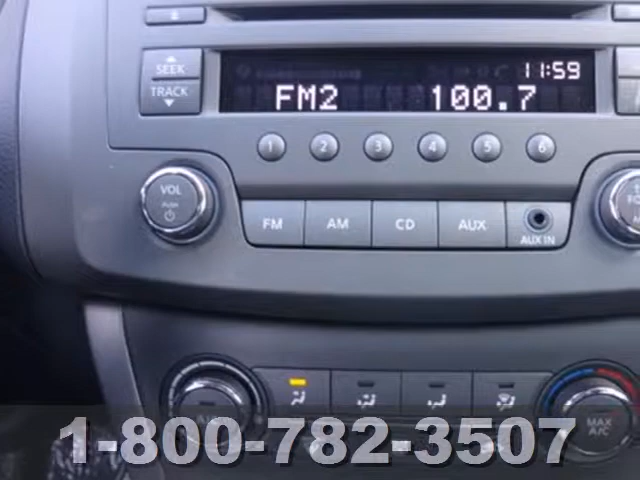 11:59
SEEK
FM2 100.7
TRACK
1 2 3 4 5 6
VOL
PUSH
FM AM CD AUX
AUX IN
A/C
MAX
A/C
1-800-782-3507